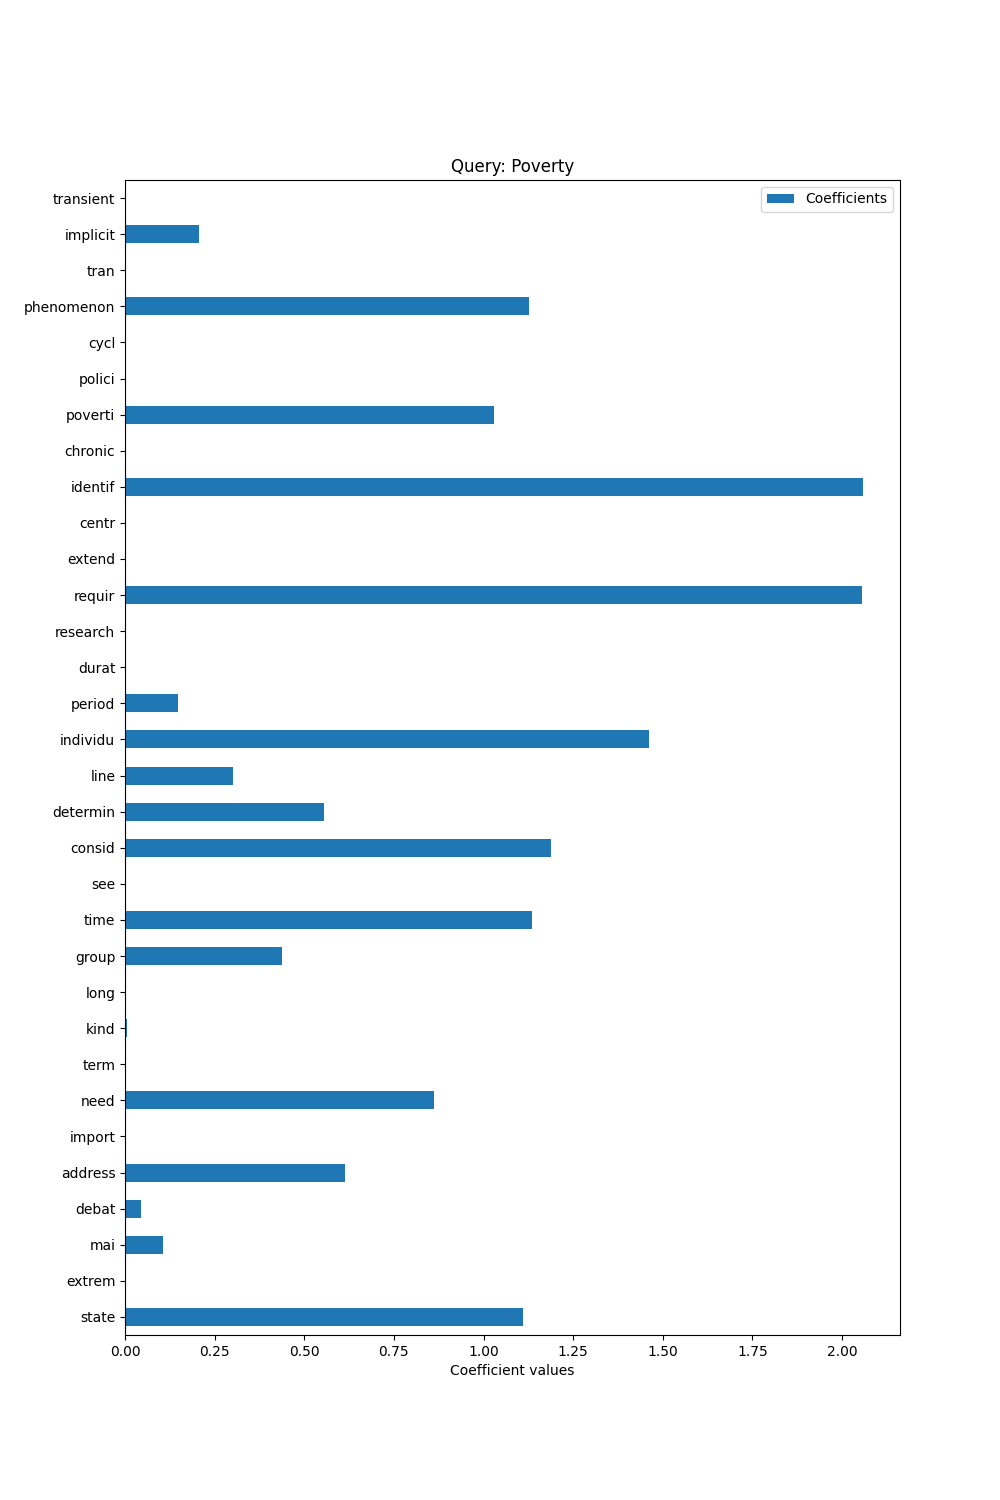 Query: Poverty
Coefficients
transient
implicit
tran
phenomenon
cycl
polici
poverti
chronic
identif
centr
extend
requir
research
durat
period
individu
line
determin
consid
see
time
group
long
kind
term
need
import
address
debat
mai
extrem
state
0.00 0.25 0.50 0.75 1.00 1.25 1.50 1.75 2.00
Coefficient values